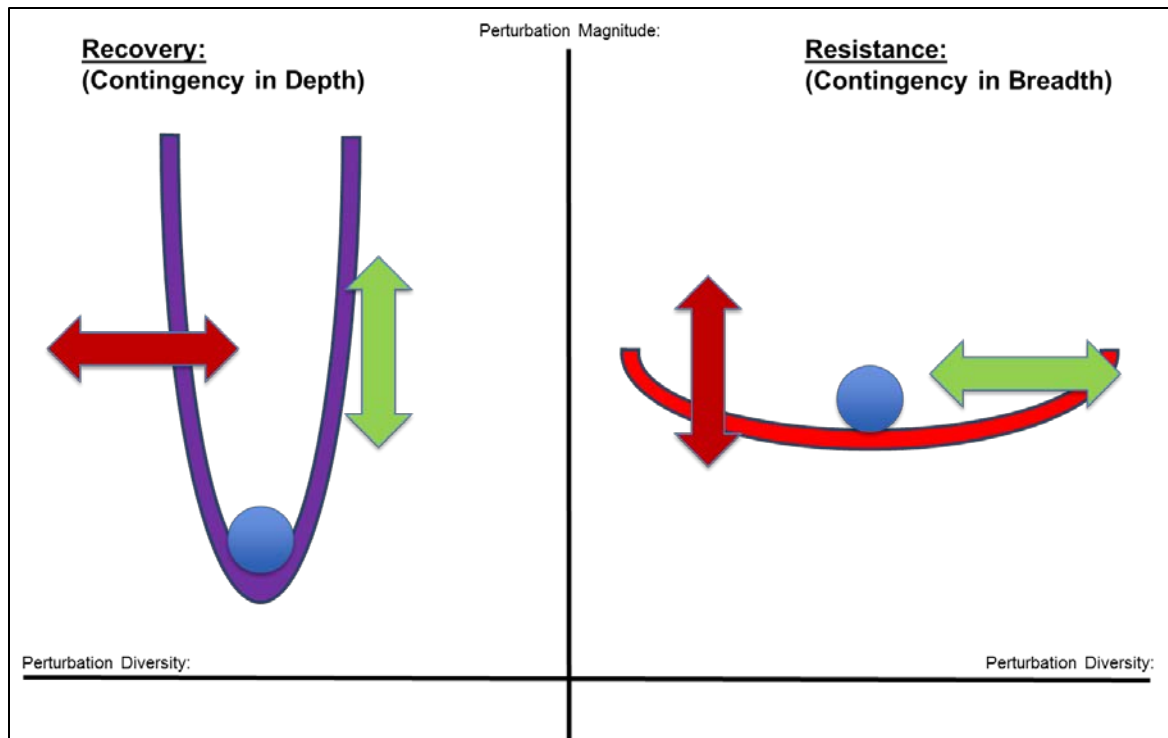 Perturbation Magnitude:
Recovery:
(Contingency in Depth)
Resistance:
(Contingency in Breadth)
Perturbation Diversity:
Perturbation Diversity: